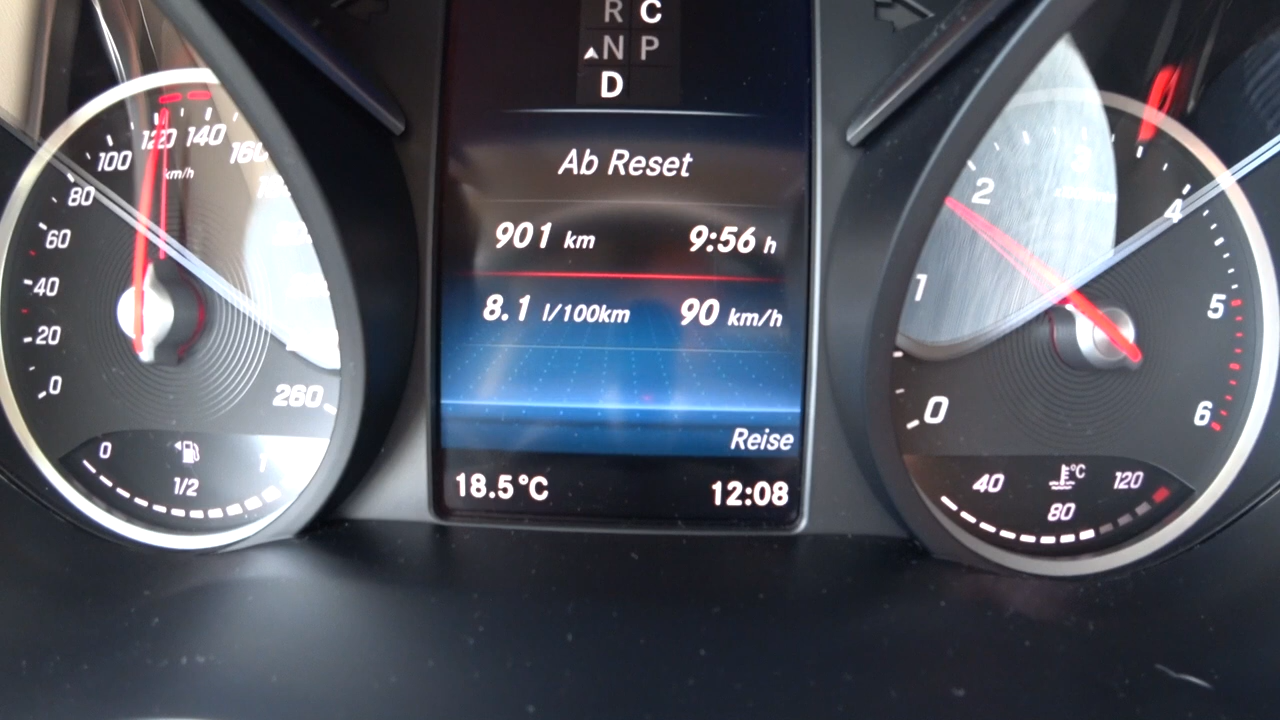 R C
N P
D
Ab Reset
901 km 9:56 h
8.1 l/100km 90 km/h
Reise
18.5°C 12:08
0
20
40
60
80
100
120
140
160
260
km/h
0 1/2 1
0
1
2
4
5
6
40 °C 120
80